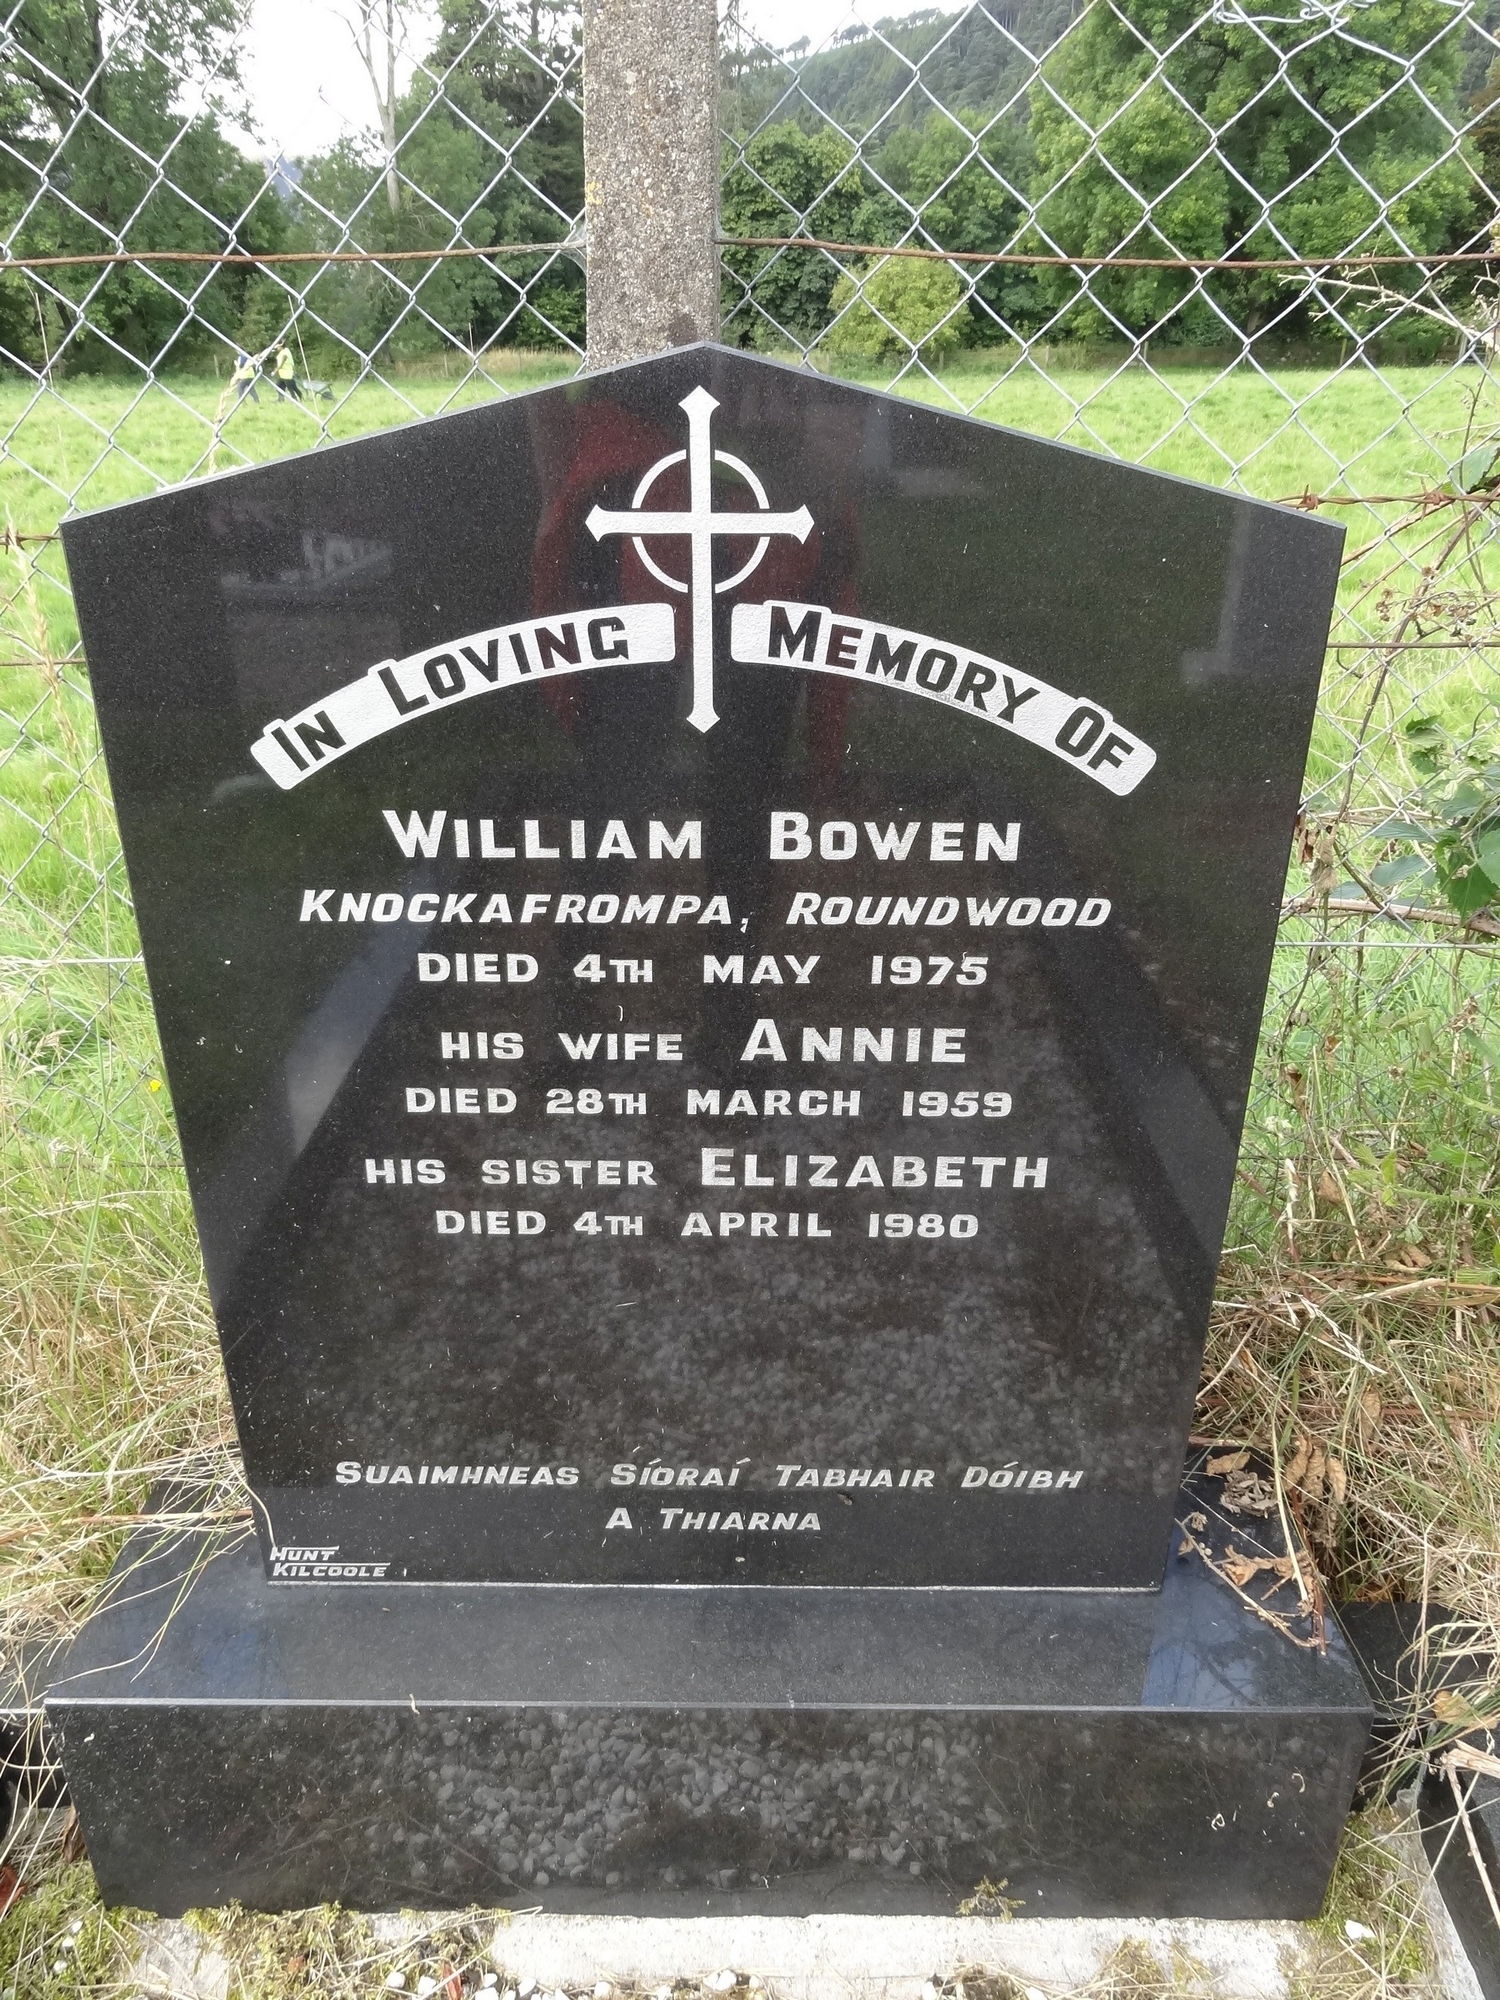 IN LOVING MEMORY OF
WILLIAM BOWEN
KNOCKAFROMPA, ROUNDWOOD
DIED 4TH MAY 1975
HIS WIFE ANNIE
DIED 28TH MARCH 1959
HIS SISTER ELIZABETH
DIED 4TH APRIL 1980
SUAIMHNEAS SÍORAÍ TABHAIR DÓIBH
A THIARNA
HUNT
KILCOOLE